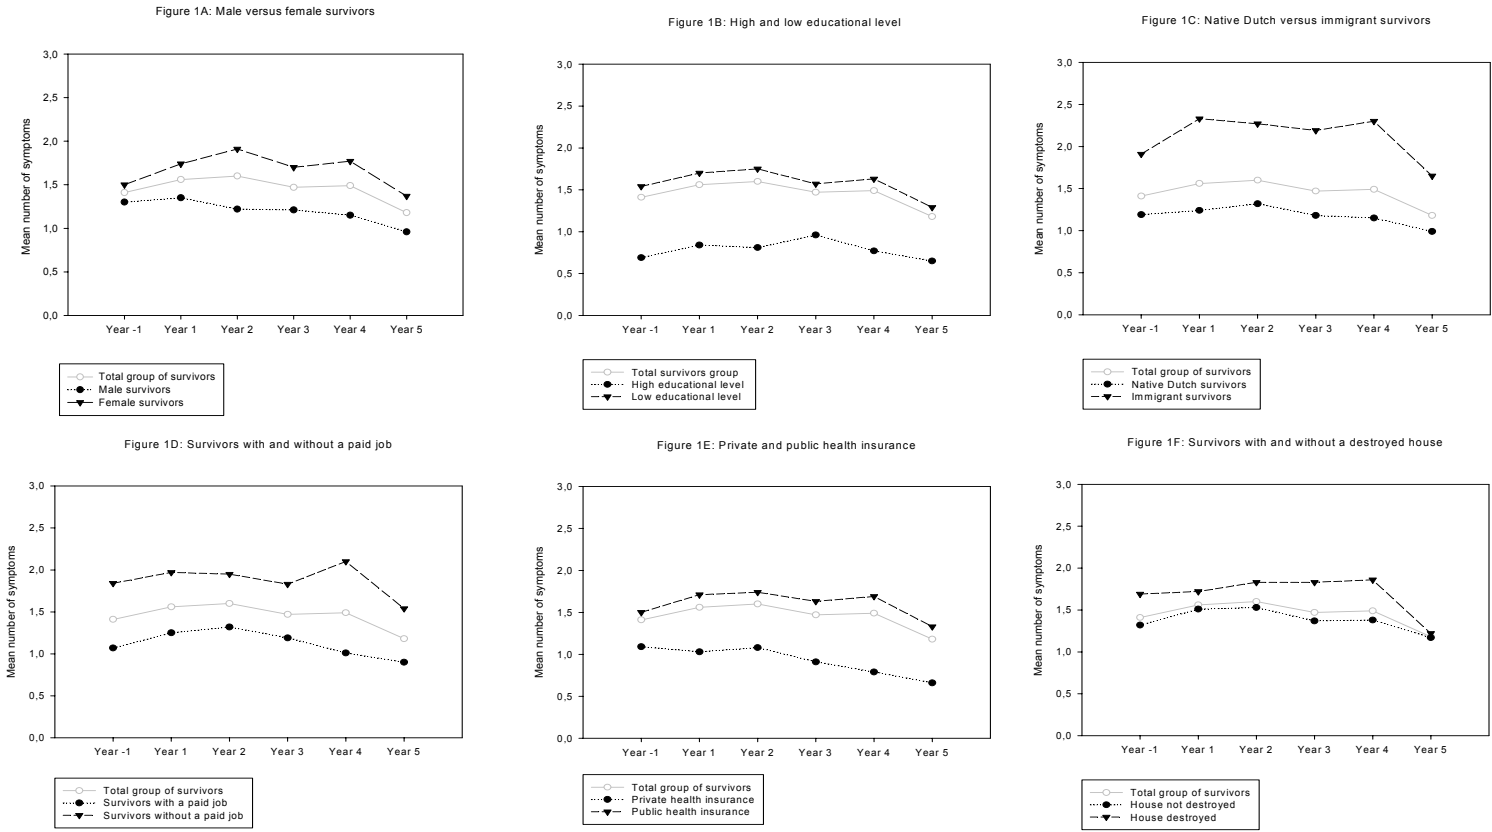 Figure 1A: Male versus female survivors
3,0
2,5
2,0
1,5
1,0
0,5
0,0
Mean number of symptoms
Year -1 Year 1 Year 2 Year 3 Year 4 Year 5
Total group of survivors
Male survivors
Female survivors
Figure 1B: High and low educational level
3,0
2,5
2,0
1,5
1,0
0,5
0,0
Mean number of symptoms
Year -1 Year 1 Year 2 Year 3 Year 4 Year 5
Total survivors group
High educational level
Low educational level
Figure 1C: Native Dutch versus immigrant survivors
3,0
2,5
2,0
1,5
1,0
0,5
0,0
Mean number of symptoms
Year -1 Year 1 Year 2 Year 3 Year 4 Year 5
Total group of survivors
Native Dutch survivors
Immigrant survivors
Figure 1D: Survivors with and without a paid job
3,0
2,5
2,0
1,5
1,0
0,5
0,0
Mean number of symptoms
Year -1 Year 1 Year 2 Year 3 Year 4 Year 5
Total group of survivors
Survivors with a paid job
Survivors without a paid job
Figure 1E: Private and public health insurance
3,0
2,5
2,0
1,5
1,0
0,5
0,0
Mean number of symptoms
Year -1 Year 1 Year 2 Year 3 Year 4 Year 5
Total group of survivors
Private health insurance
Public health insurance
Figure 1F: Survivors with and without a destroyed house
3,0
2,5
2,0
1,5
1,0
0,5
0,0
Mean number of symptoms
Year -1 Year 1 Year 2 Year 3 Year 4 Year 5
Total group of survivors
House not destroyed
House destroyed